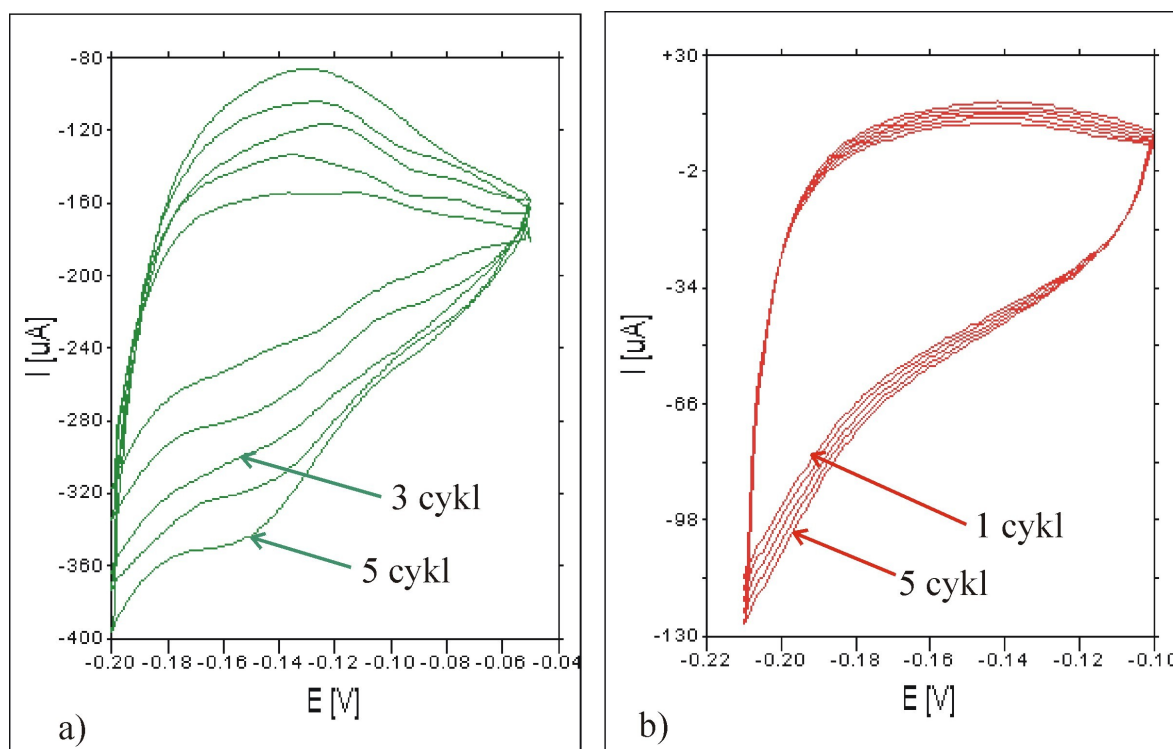 -80
-120
-160
-200
-240
-280
-320
-360
-400
I [µA]
3 cykl
5 cykl
-0.20 -0.18 -0.16 -0.14 -0.12 -0.10 -0.08 -0.06 -0.04
E [V]
a)
+30
-2
-34
-66
-98
-130
I [µA]
1 cykl
5 cykl
-0.22 -0.20 -0.18 -0.16 -0.14 -0.12 -0.10
E [V]
b)